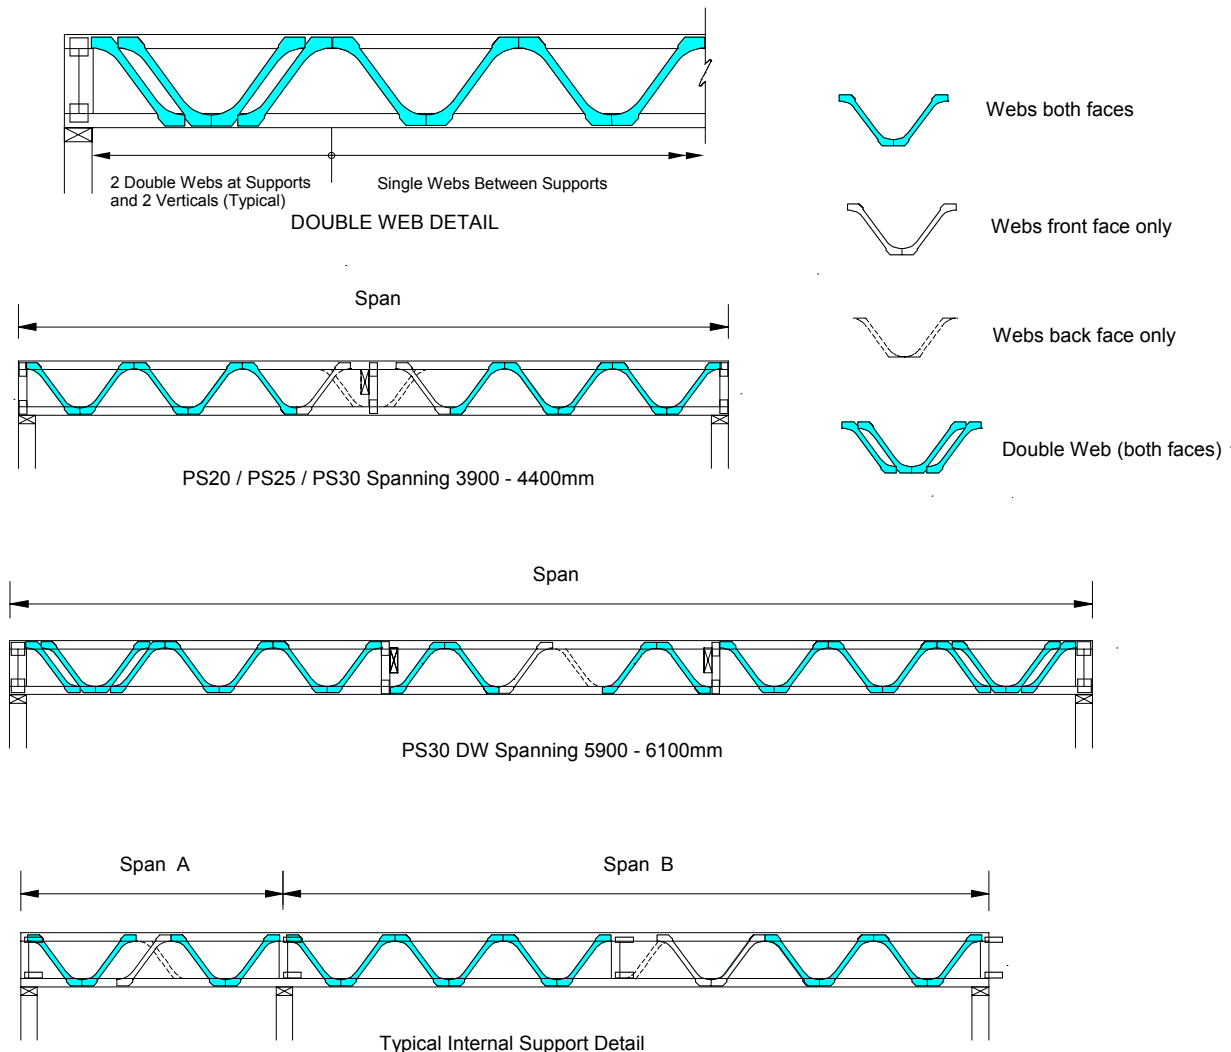 2 Double Webs at Supports
and 2 Verticals (Typical)
Single Webs Between Supports
DOUBLE WEB DETAIL
Webs both faces
Webs front face only
Webs back face only
Double Web (both faces)
Span
PS20 / PS25 / PS30 Spanning 3900 - 4400mm
Span
PS30 DW Spanning 5900 - 6100mm
Span A
Span B
Typical Internal Support Detail